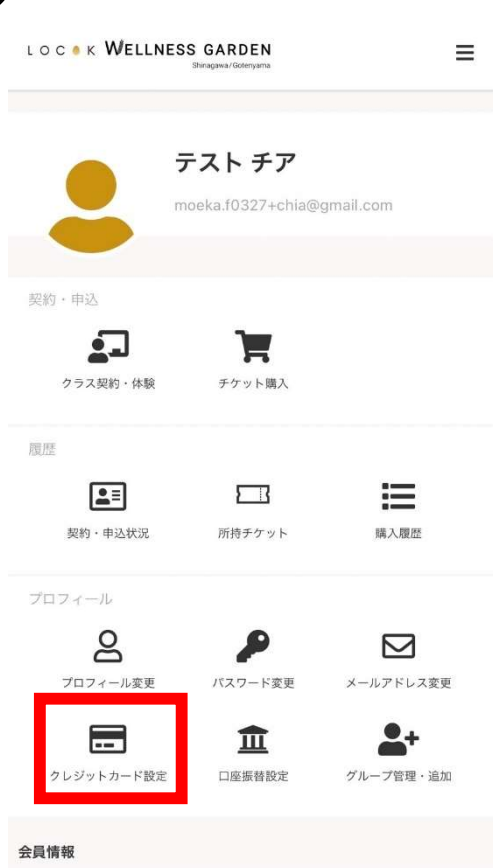 LOCOK WELLNESS GARDEN
Shinagawa/Gotenyama
テスト チア
moeka.f0327+chia@gmail.com
契約・申込
クラス契約・体験 チケット購入
履歴
契約・申込状況 所持チケット 購入履歴
プロフィール
プロフィール変更 パスワード変更 メールアドレス変更
クレジットカード設定 口座振替設定 グループ管理・追加
会員情報